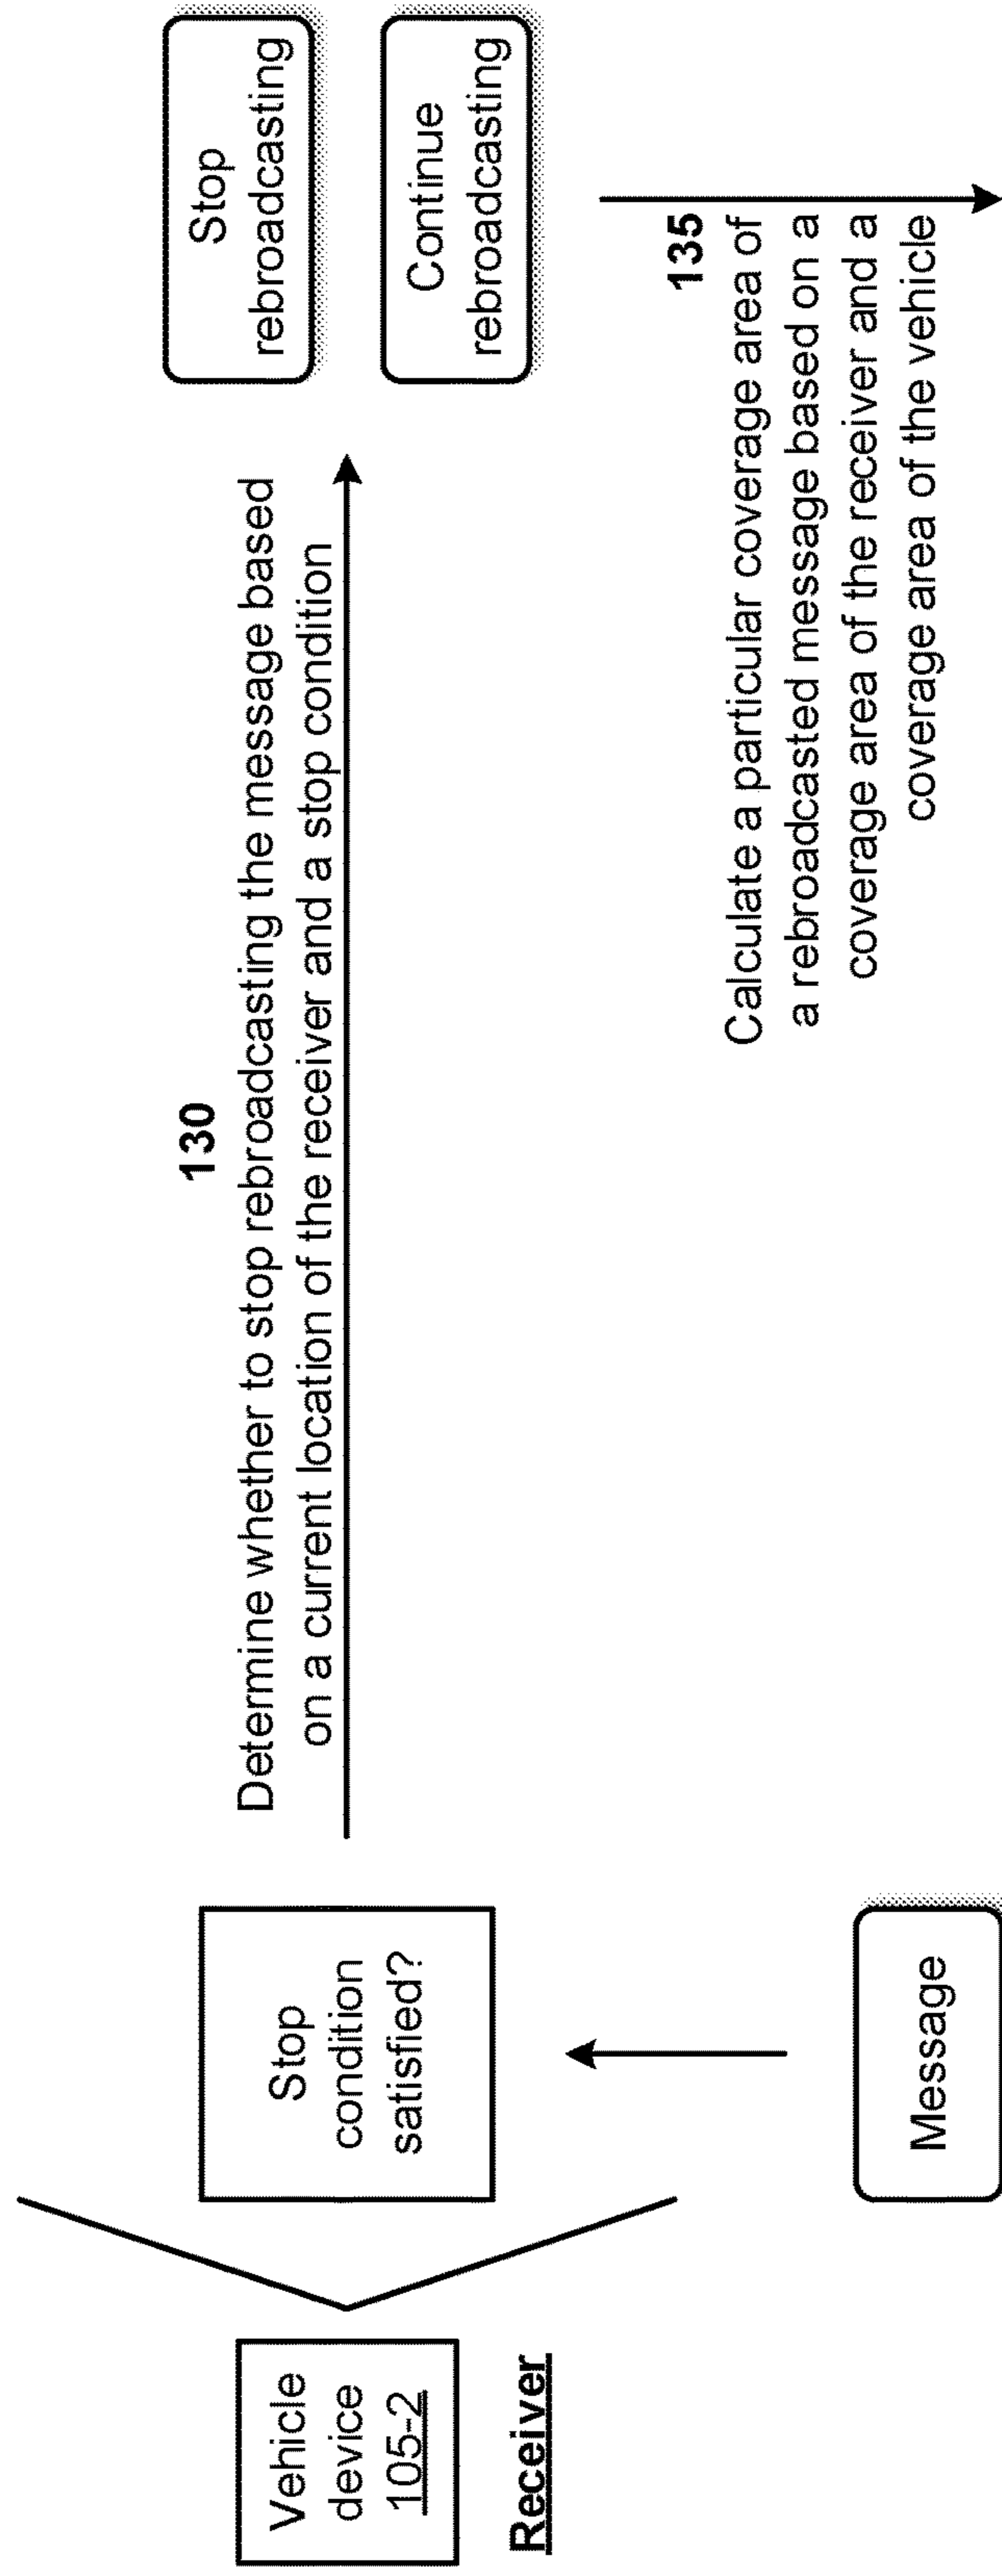 Vehicle
device
105-2
Receiver
Stop
condition
satisfied?
Message
130
Determine whether to stop rebroadcasting the message based
on a current location of the receiver and a stop condition
Stop
rebroadcasting
Continue
rebroadcasting
135
Calculate a particular coverage area of
a rebroadcasted message based on a
coverage area of the receiver and a
coverage area of the vehicle